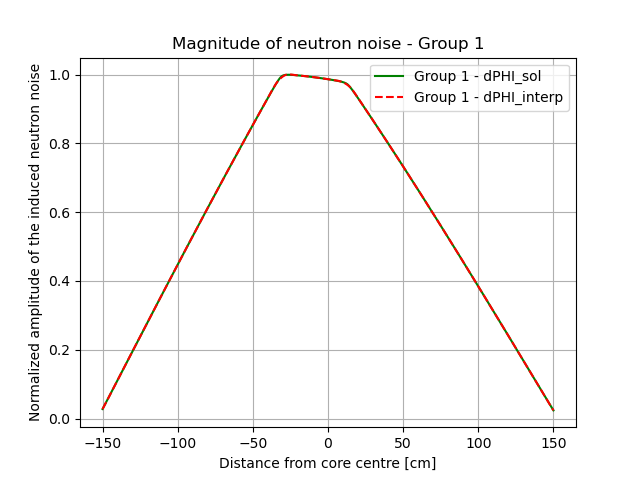 Magnitude of neutron noise - Group 1
Normalized amplitude of the induced neutron noise
1.0
0.8
0.6
0.4
0.2
0.0
Group 1 - dPHI_sol
Group 1 - dPHI_interp
−150
−100
−50
0
50
100
150
Distance from core centre [cm]